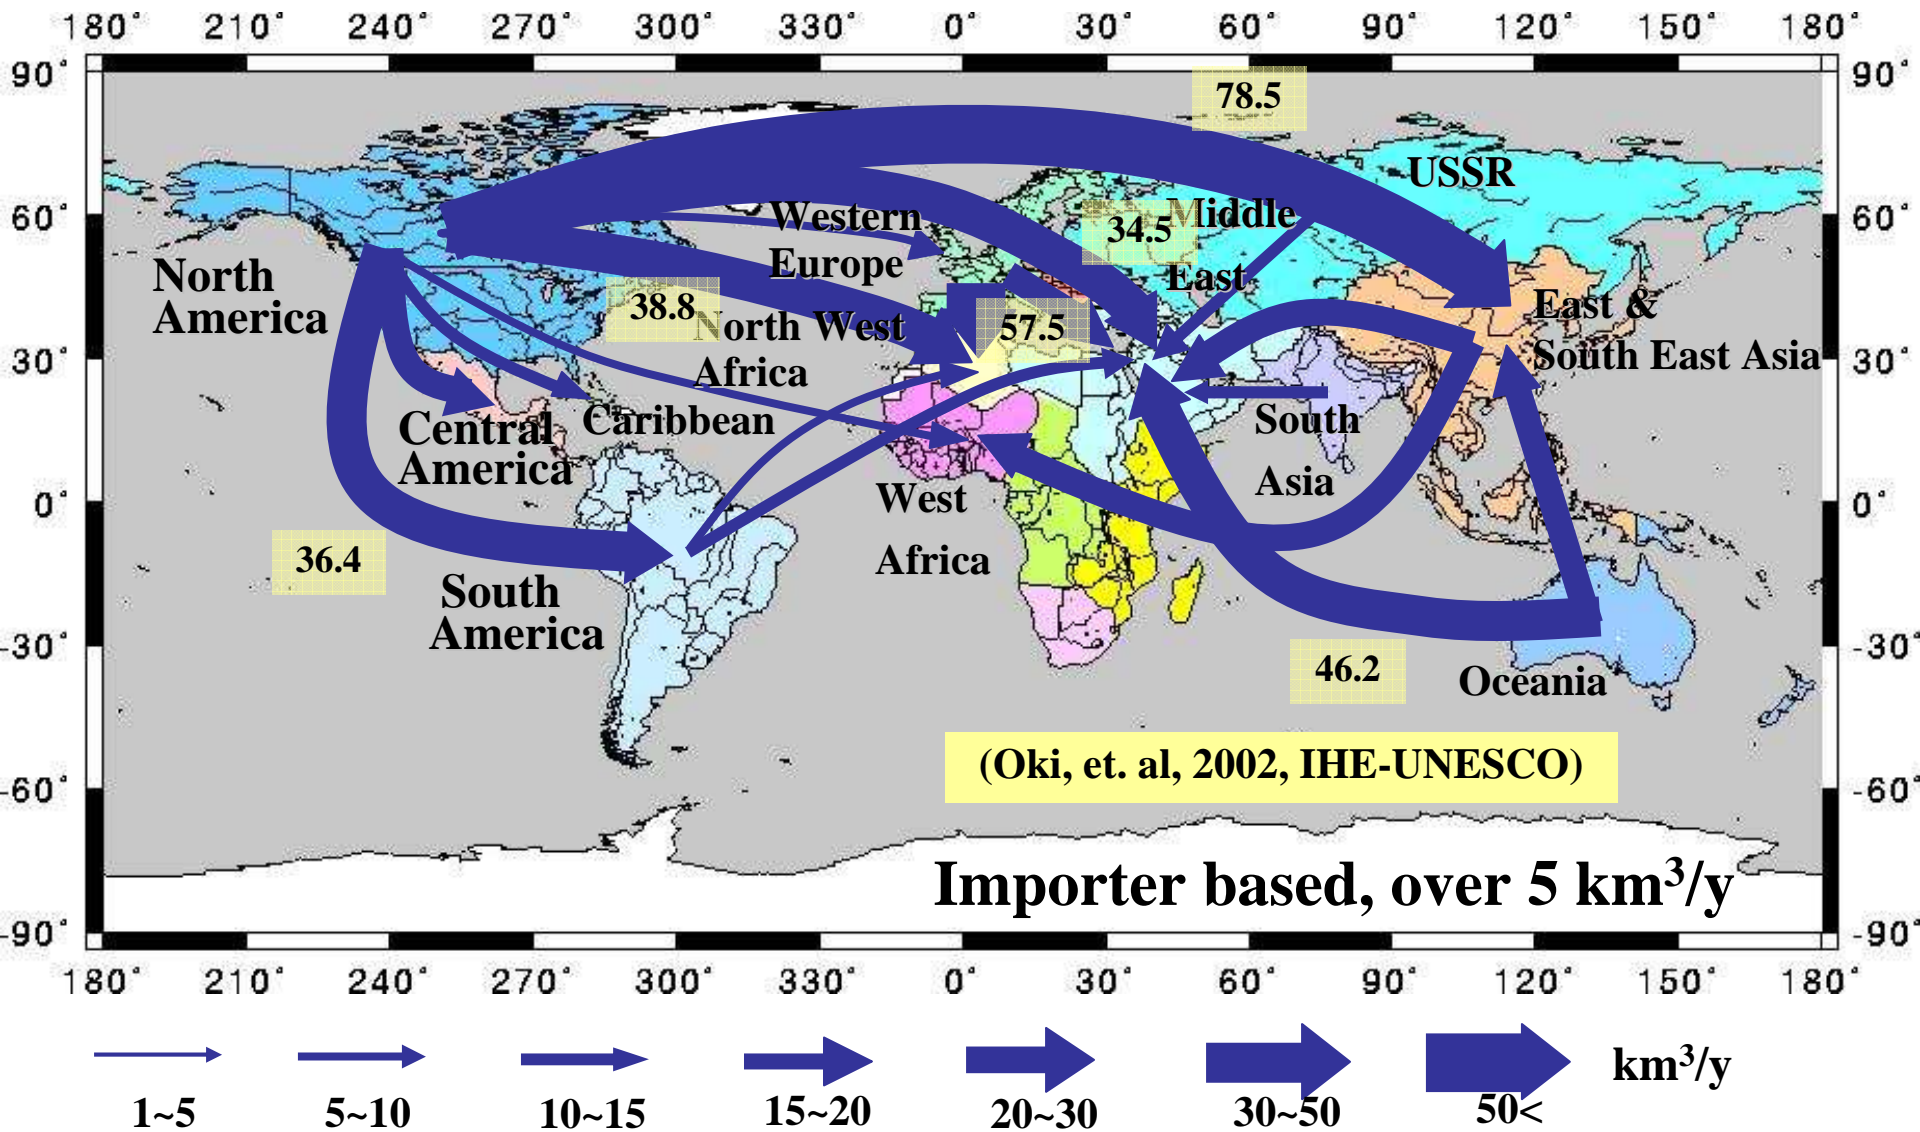 180° 210° 240° 270° 300° 330° 0° 30° 60° 90° 120° 150° 180°
90° 90°
78.5
USSR
60° 60°
Western
Europe
Middle
East
34.5
North
America
38.8
North West
Africa
57.5
East &
South East Asia
30° 30°
Central
America
Caribbean
South
Asia
West
Africa
0° 0°
36.4
South
America
-30° -30°
46.2
Oceania
(Oki, et. al, 2002, IHE-UNESCO)
-60° -60°
Importer based, over 5 km³/y
-90° -90°
180° 210° 240° 270° 300° 330° 0° 30° 60° 90° 120° 150° 180°
km³/y
1~5 5~10 10~15 15~20 20~30 30~50 50<